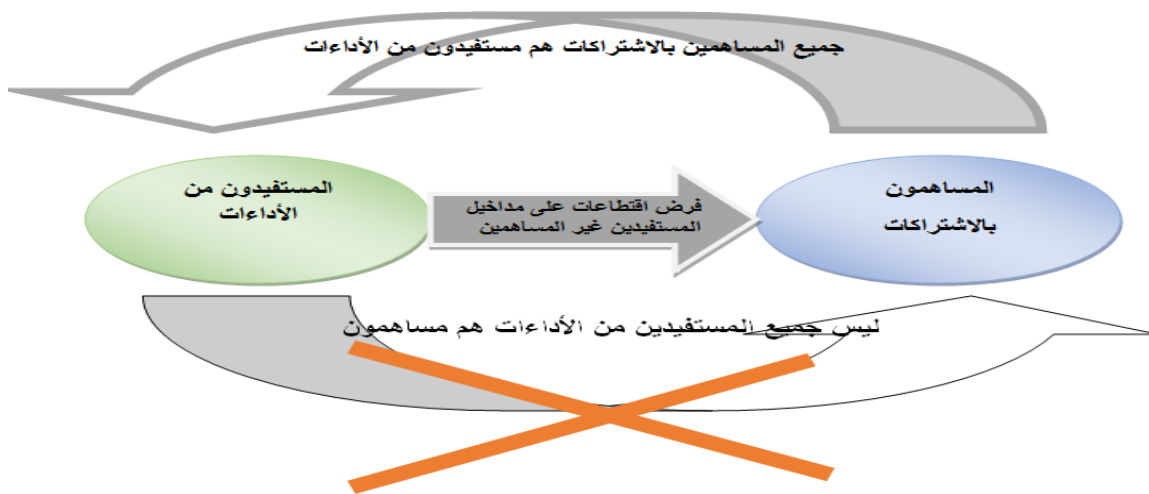 جميع المساهمين بالاشتراكات هم مستفيدون من الأداءات
المساهمون
بالاشتراكات
فرض اقتطاعات على مداخيل
المستفيدين غير المساهمين
المستفيدون من
الأداءات
ليس جميع المستفيدين من الأداءات هم مساهمون